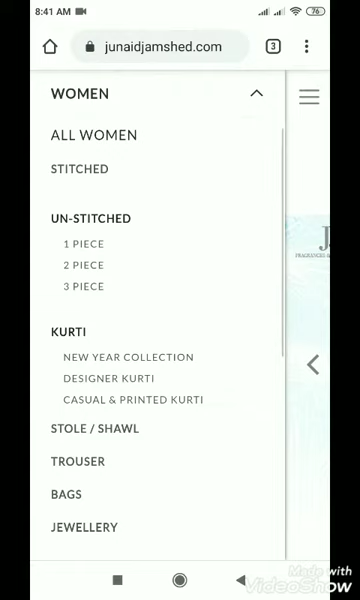 8:41 AM
76
junaidjamshed.com
3
WOMEN
ALL WOMEN
STITCHED
UN-STITCHED
1 PIECE
2 PIECE
3 PIECE
KURTI
NEW YEAR COLLECTION
DESIGNER KURTI
CASUAL & PRINTED KURTI
STOLE / SHAWL
TROUSER
BAGS
JEWELLERY
J
FRAGRANCES &
Made with
VideoShow